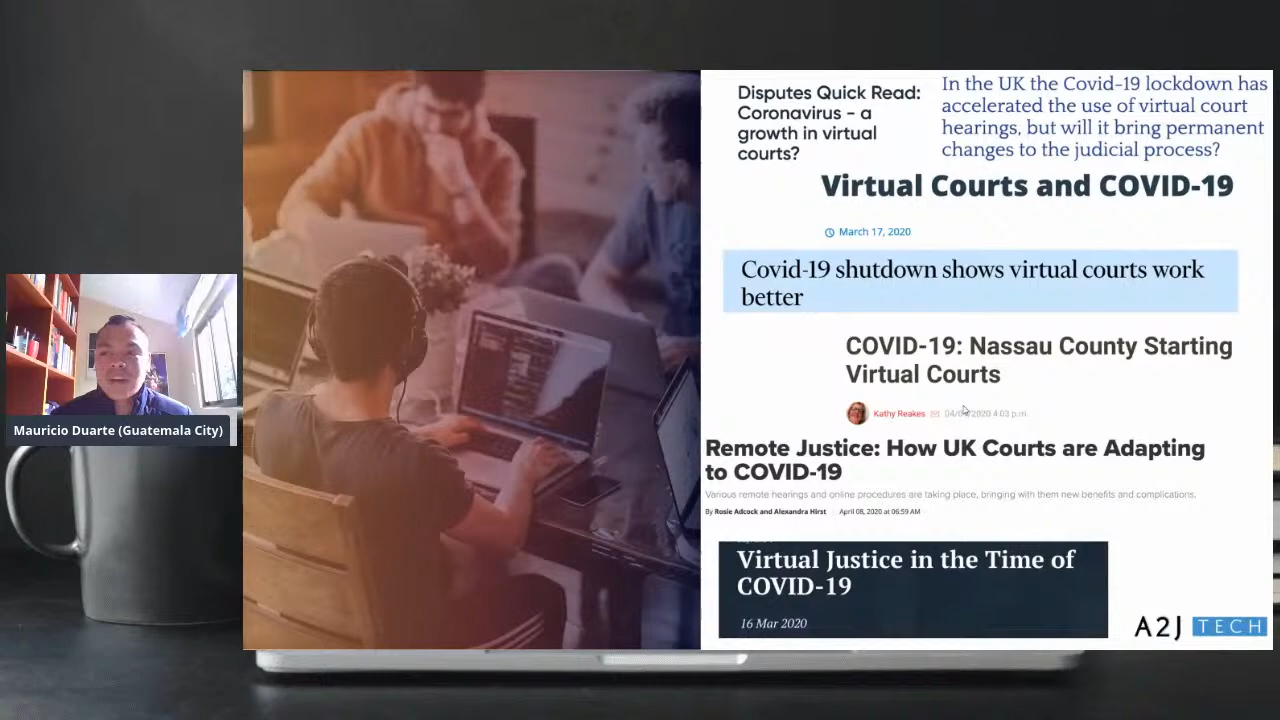 Disputes Quick Read:
Coronavirus - a
growth in virtual
courts?
In the UK the Covid-19 lockdown has
accelerated the use of virtual court
hearings, but will it bring permanent
changes to the judicial process?
Virtual Courts and COVID-19
March 17, 2020
Covid-19 shutdown shows virtual courts work
better
COVID-19: Nassau County Starting
Virtual Courts
Kathy Reakes
2020 4:03 p.m.
Remote Justice: How UK Courts are Adapting
to COVID-19
Various remote hearings and online procedures are taking place, bringing with them new benefits and complications.
By Rosie Adcock and Alexandra Hirst April 08, 2020 at 06:59 AM
Virtual Justice in the Time of
COVID-19
16 Mar 2020
A2J TECH
Mauricio Duarte (Guatemala City)